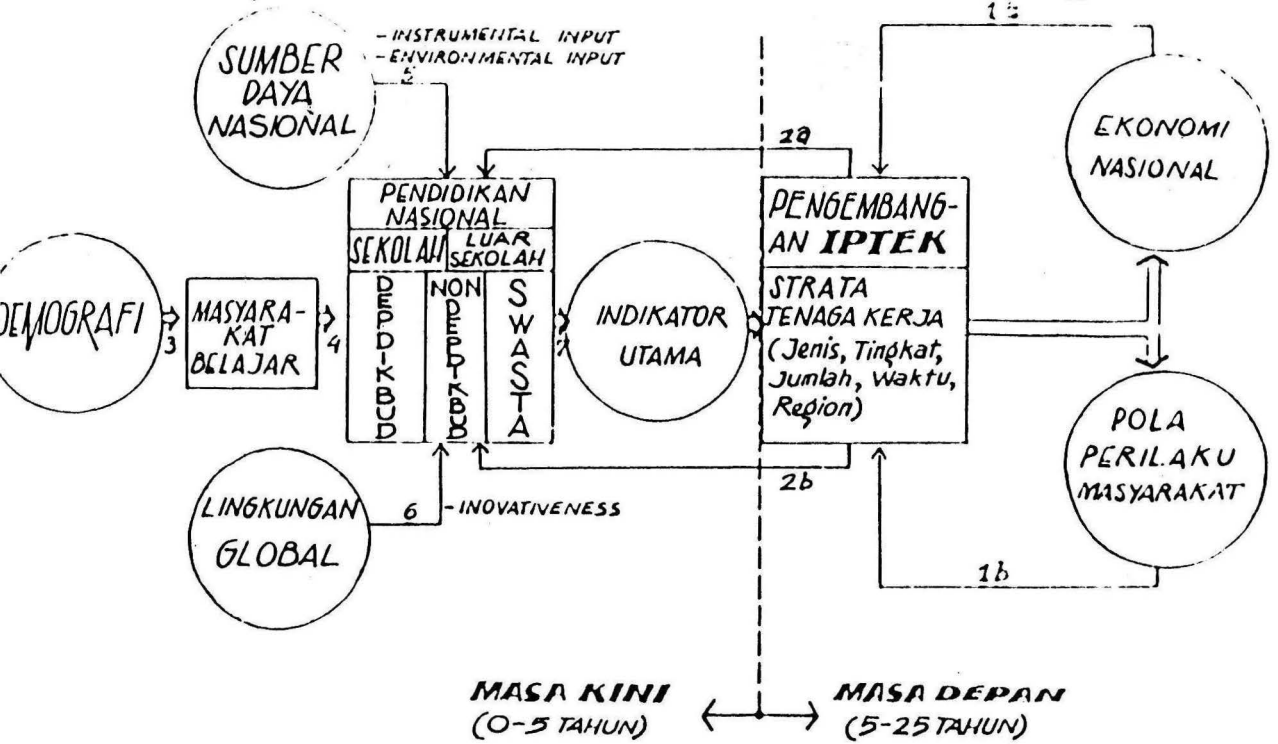 - INSTRUMENTAL INPUT
- ENVIRONMENTAL INPUT
5
SUMBER
DAYA
NASIONAL
2a
EKONOMI
NASIONAL
PENDIDIKAN
NASIONAL
SEKOLAH
LUAR
SEKOLAH
DEPDIKBUD
NON
DEPDIKBUD
SWASTA
PENGEMBANG-
AN IPTEK
STRATA
TENAGA KERJA
(Jenis, Tingkat,
Jumlah, Waktu,
Region)
DEMOGRAFI
3
MASYARA-
KAT
BELAJAR
4
INDIKATOR
UTAMA
POLA
PERILAKU
MASYARAKAT
2b
LINGKUNGAN
GLOBAL
6
- INOVATIVENESS
1b
MASA KINI
(0-5 TAHUN)
MASA DEPAN
(5-25 TAHUN)